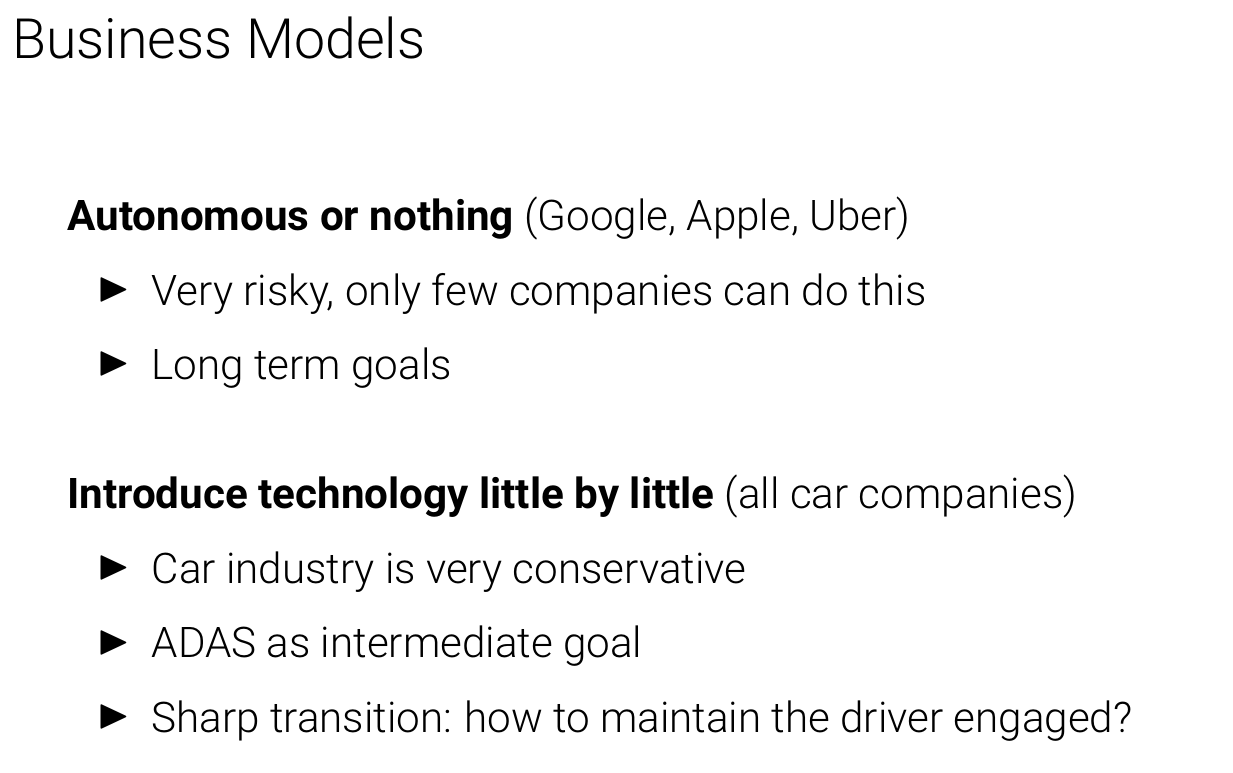 Business Models
Autonomous or nothing (Google, Apple, Uber)
► Very risky, only few companies can do this
► Long term goals
Introduce technology little by little (all car companies)
► Car industry is very conservative
► ADAS as intermediate goal
► Sharp transition: how to maintain the driver engaged?